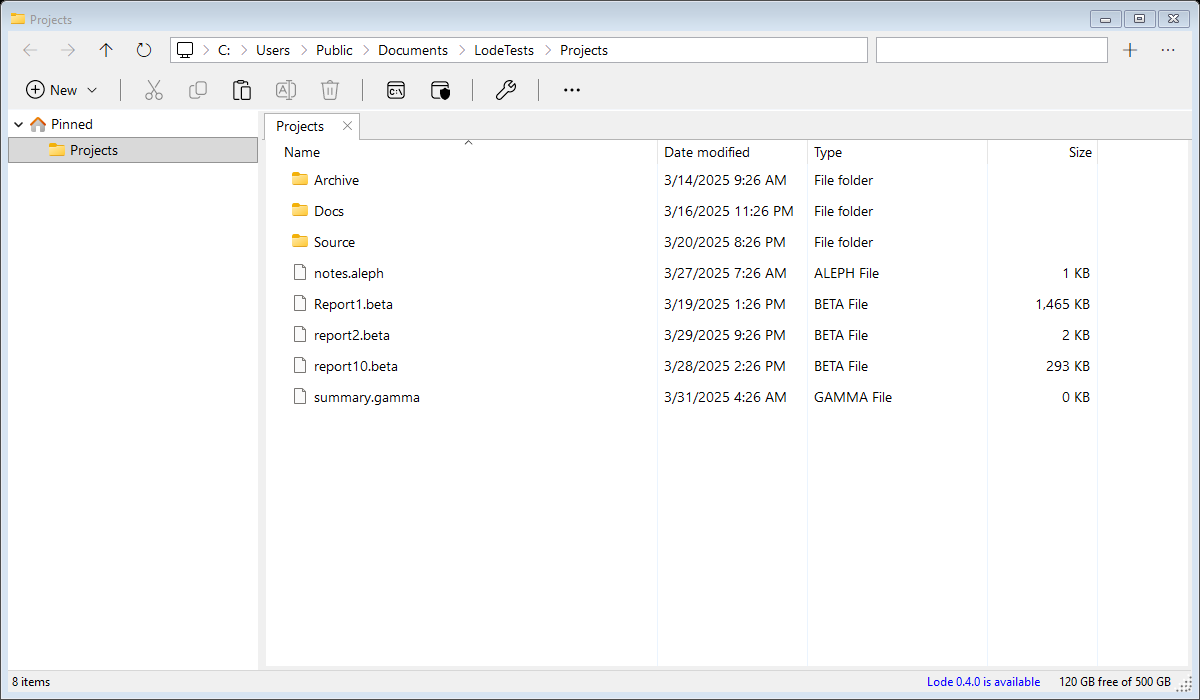 Projects
C: Users Public Documents LodeTests Projects
New
Pinned
Projects
Projects
Name Date modified Type Size
Archive 3/14/2025 9:26 AM File folder
Docs 3/16/2025 11:26 PM File folder
Source 3/20/2025 8:26 PM File folder
notes.aleph 3/27/2025 7:26 AM ALEPH File 1 KB
Report1.beta 3/19/2025 1:26 PM BETA File 1,465 KB
report2.beta 3/29/2025 9:26 PM BETA File 2 KB
report10.beta 3/28/2025 2:26 PM BETA File 293 KB
summary.gamma 3/31/2025 4:26 AM GAMMA File 0 KB
8 items Lode 0.4.0 is available 120 GB free of 500 GB